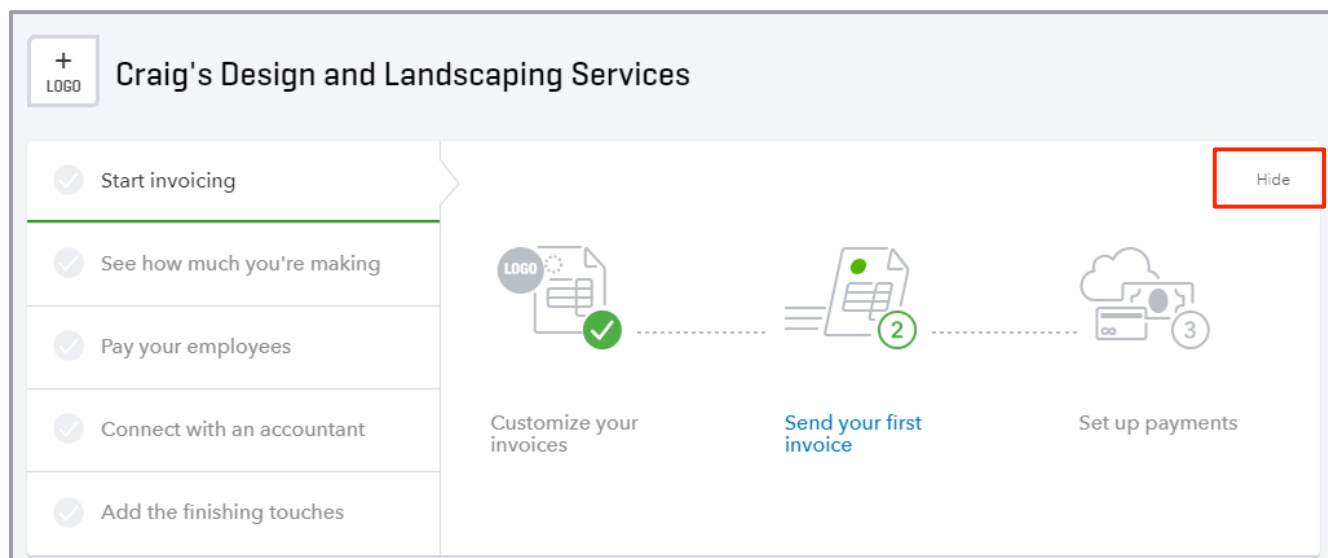 +
LOGO
Craig's Design and Landscaping Services
Start invoicing
Hide
See how much you're making
Pay your employees
Connect with an accountant
Add the finishing touches
LOGO
2
3
Customize your
invoices
Send your first
invoice
Set up payments